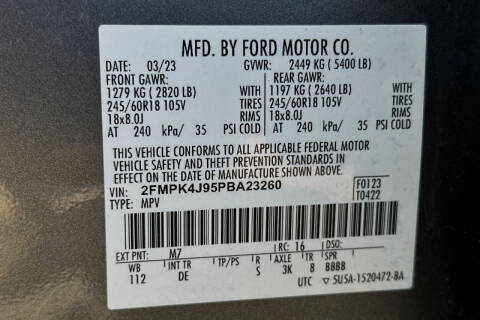 MFD. BY FORD MOTOR CO.
DATE: 03/23 GVWR: 2449 KG ( 5400 LB)
FRONT GAWR: REAR GAWR:
1279 KG ( 2820 LB) WITH 1197 KG ( 2640 LB) WITH
245/60R18 105V TIRES 245/60R18 105V TIRES
18x8.0J RIMS 18x8.0J RIMS
AT 240 kPa/ 35 PSI COLD AT 240 kPa/ 35 PSI COLD
THIS VEHICLE CONFORMS TO ALL APPLICABLE FEDERAL MOTOR
VEHICLE SAFETY AND THEFT PREVENTION STANDARDS IN
EFFECT ON THE DATE OF MANUFACTURE SHOWN ABOVE.
VIN: 2FMPK4J95PBA23260 F0123
TYPE: MPV T0422
EXT PNT: M7 RC: 16 DSO:
WB INT TR TP/PS R AXLE TR SPR
112 DE S 3K 8 BBBB
UTC ▽ 5U5A-1520472-BA